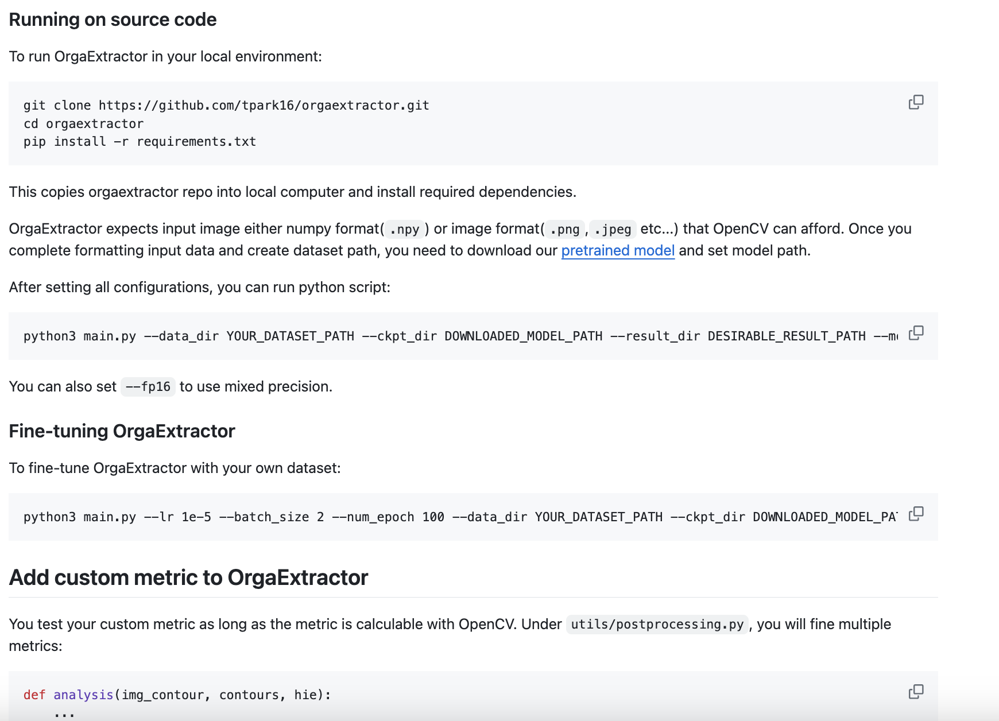 Running on source code
To run OrgaExtractor in your local environment:
git clone https://github.com/tpark16/orgaextractor.git
cd orgaextractor
pip install -r requirements.txt
This copies orgaextractor repo into local computer and install required dependencies.
OrgaExtractor expects input image either numpy format( .npy ) or image format( .png , .jpeg etc...) that OpenCV can afford. Once you
complete formatting input data and create dataset path, you need to download our pretrained model and set model path.
After setting all configurations, you can run python script:
python3 main.py --data_dir YOUR_DATASET_PATH --ckpt_dir DOWNLOADED_MODEL_PATH --result_dir DESIRABLE_RESULT_PATH
You can also set --fp16 to use mixed precision.
Fine-tuning OrgaExtractor
To fine-tune OrgaExtractor with your own dataset:
python3 main.py --lr 1e-5 --batch_size 2 --num_epoch 100 --data_dir YOUR_DATASET_PATH --ckpt_dir
Add custom metric to OrgaExtractor
You test your custom metric as long as the metric is calculable with OpenCV. Under utils/postprocessing.py , you will fine multiple
metrics:
def analysis(img_contour, contours, hie):
...